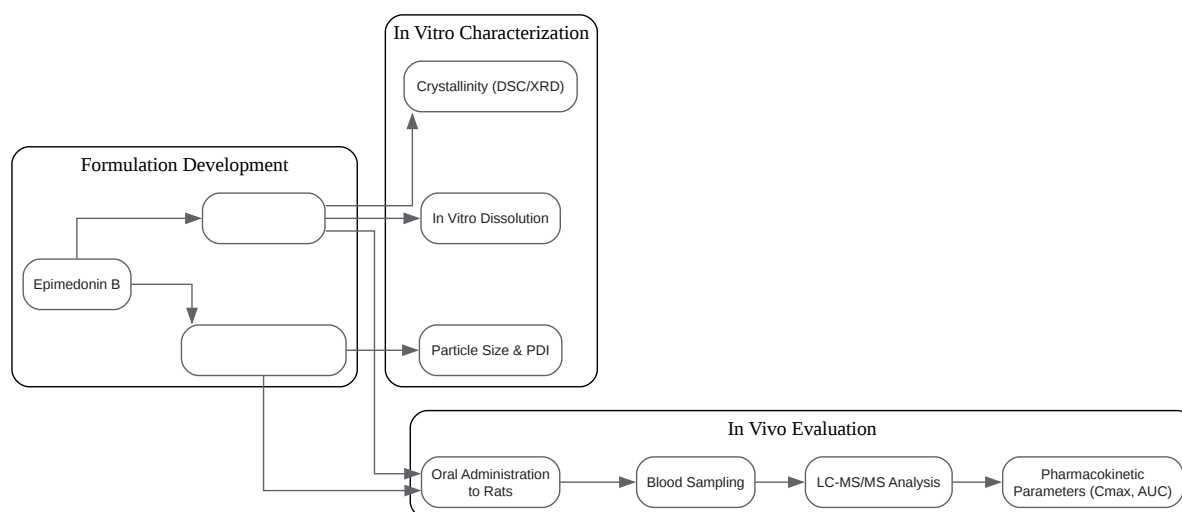 In Vitro Characterization
Crystallinity (DSC/XRD)
Formulation Development
In Vitro Dissolution
Epimedonin B
Particle Size & PDI
In Vivo Evaluation
Oral Administration
to Rats
Blood Sampling
LC-MS/MS Analysis
Pharmacokinetic
Parameters (Cmax, AUC)